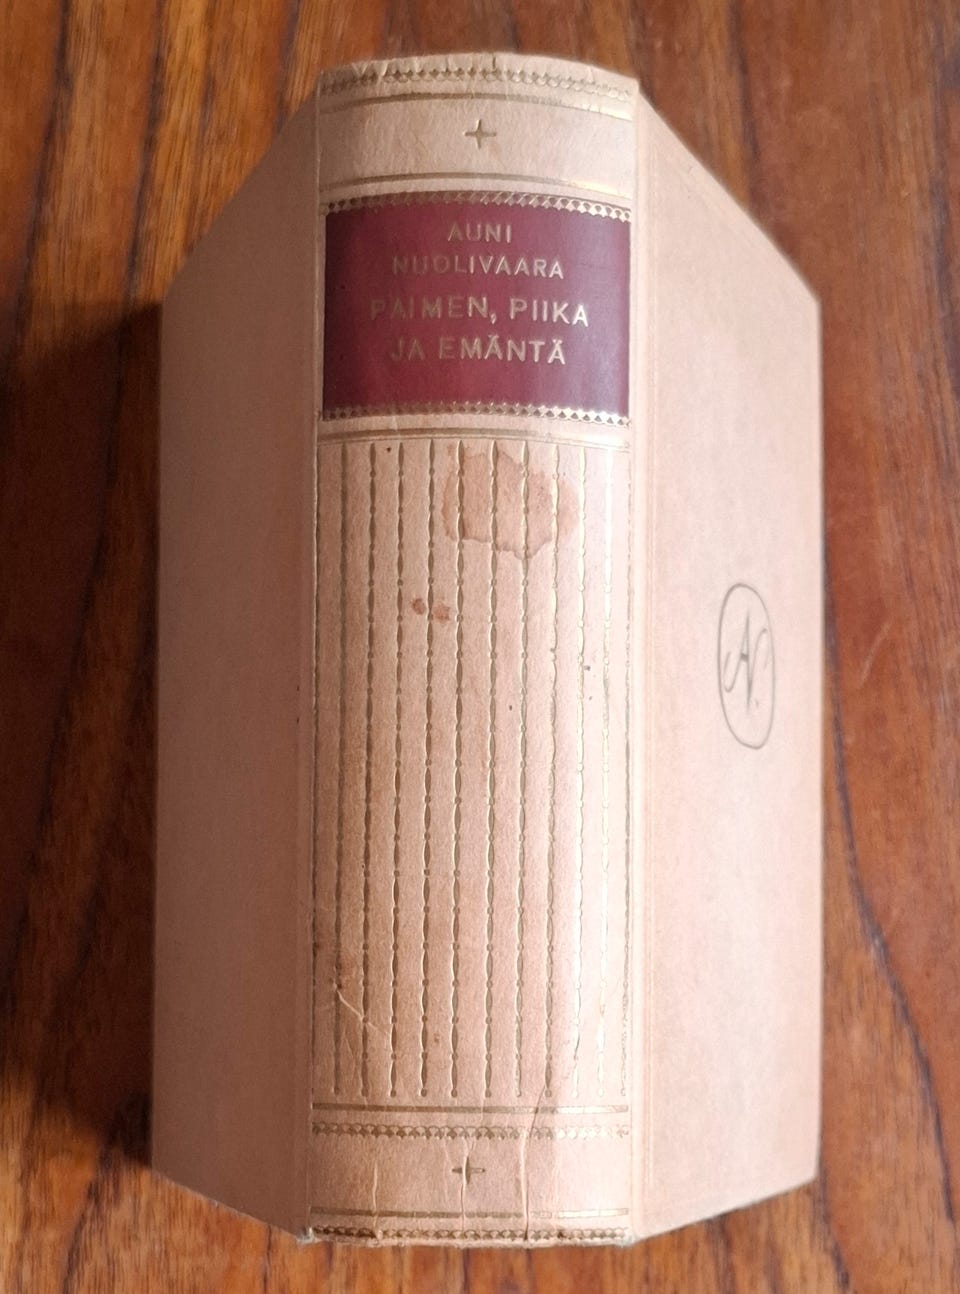 AUNI
NUOLIVAARA
PAIMEN, PIIKA
JA EMÄNTÄ
A N.